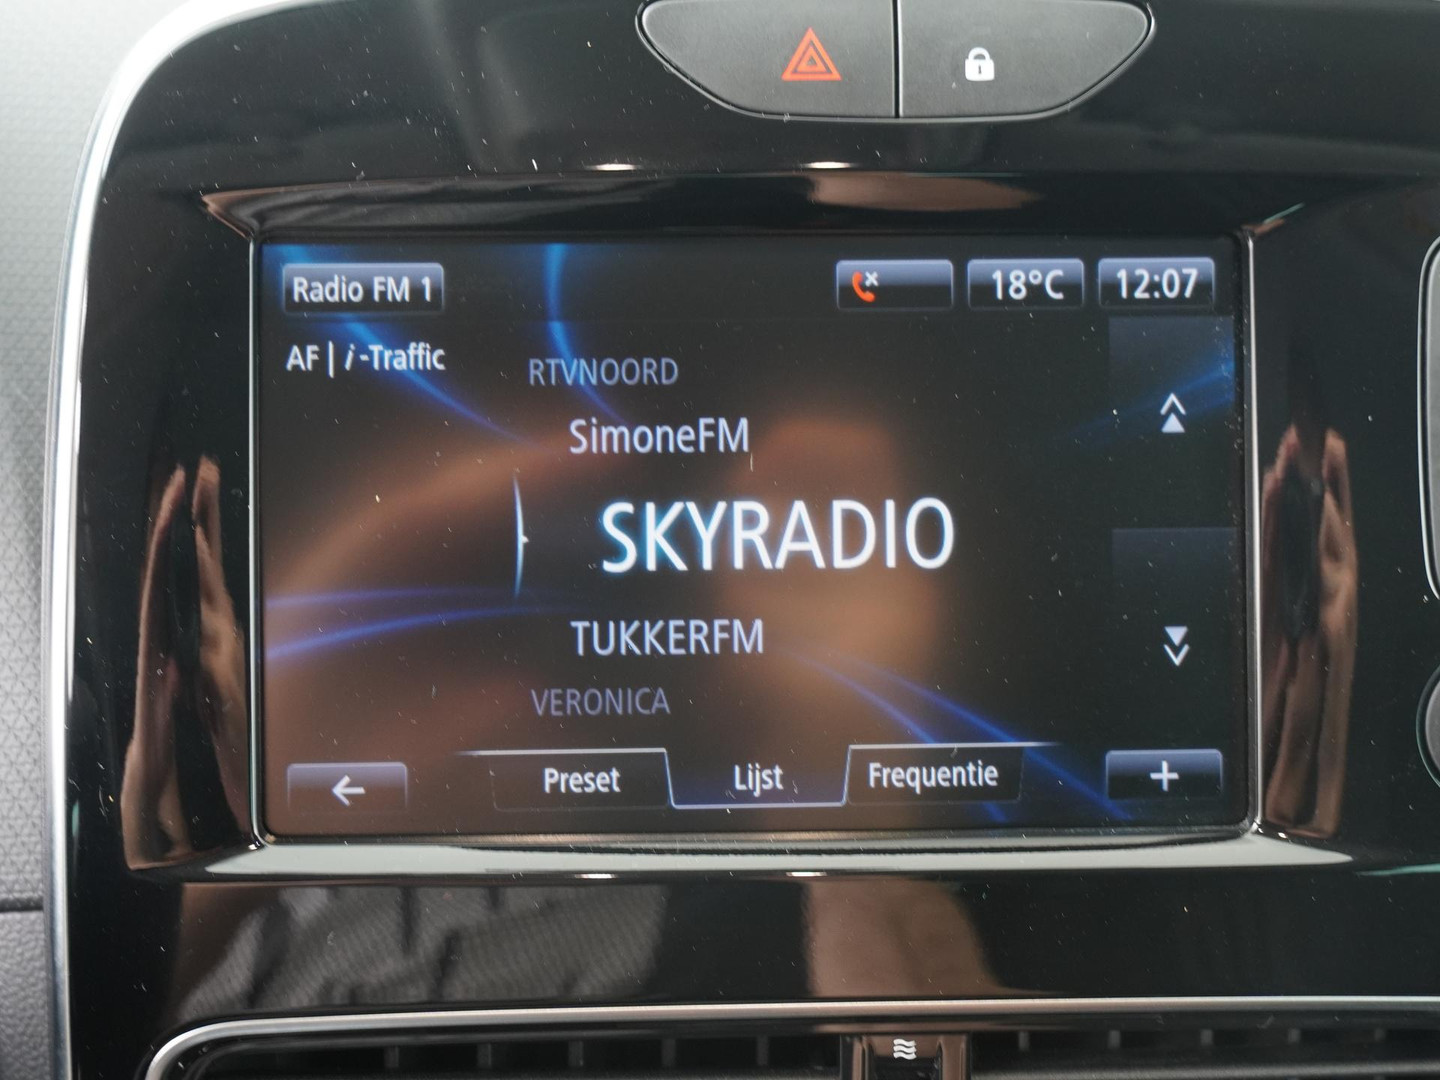 Radio FM 1
18°C
12:07
AF | i-Traffic
RTVNOORD
SimoneFM
SKYRADIO
TUKKERFM
VERONICA
Preset
Lijst
Frequentie